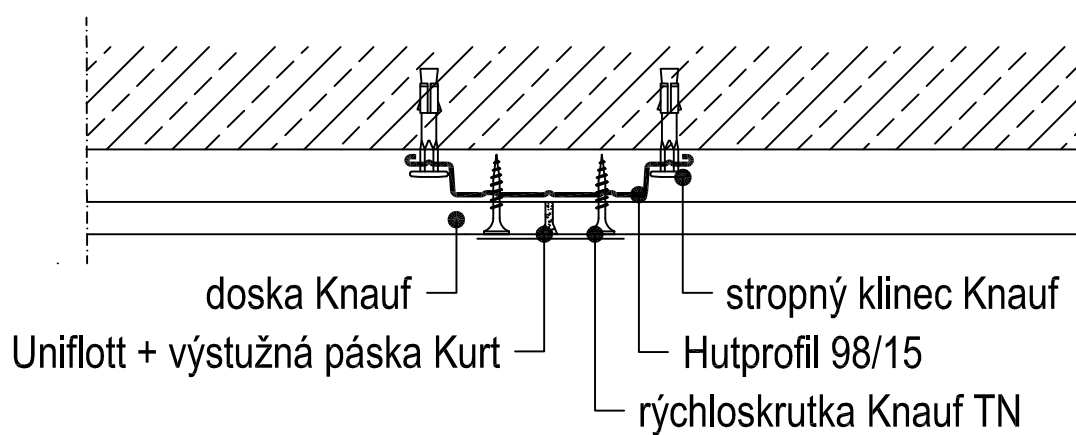 doska Knauf
stropný klinec Knauf
Uniflott + výstužná páska Kurt
Hutprofil 98/15
rýchloskrutka Knauf TN